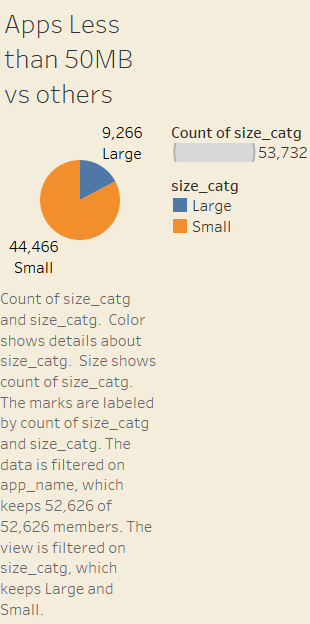 Apps Less
than 50MB
vs others
9,266
Large
44,466
Small
Count of size_catg
53,732
size_catg
Large
Small
Count of size_catg
and size_catg.  Color
shows details about
size_catg.  Size shows
count of size_catg.
The marks are labeled
by count of size_catg
and size_catg. The
data is filtered on
app_name, which
keeps 52,626 of
52,626 members. The
view is filtered on
size_catg, which
keeps Large and
Small.